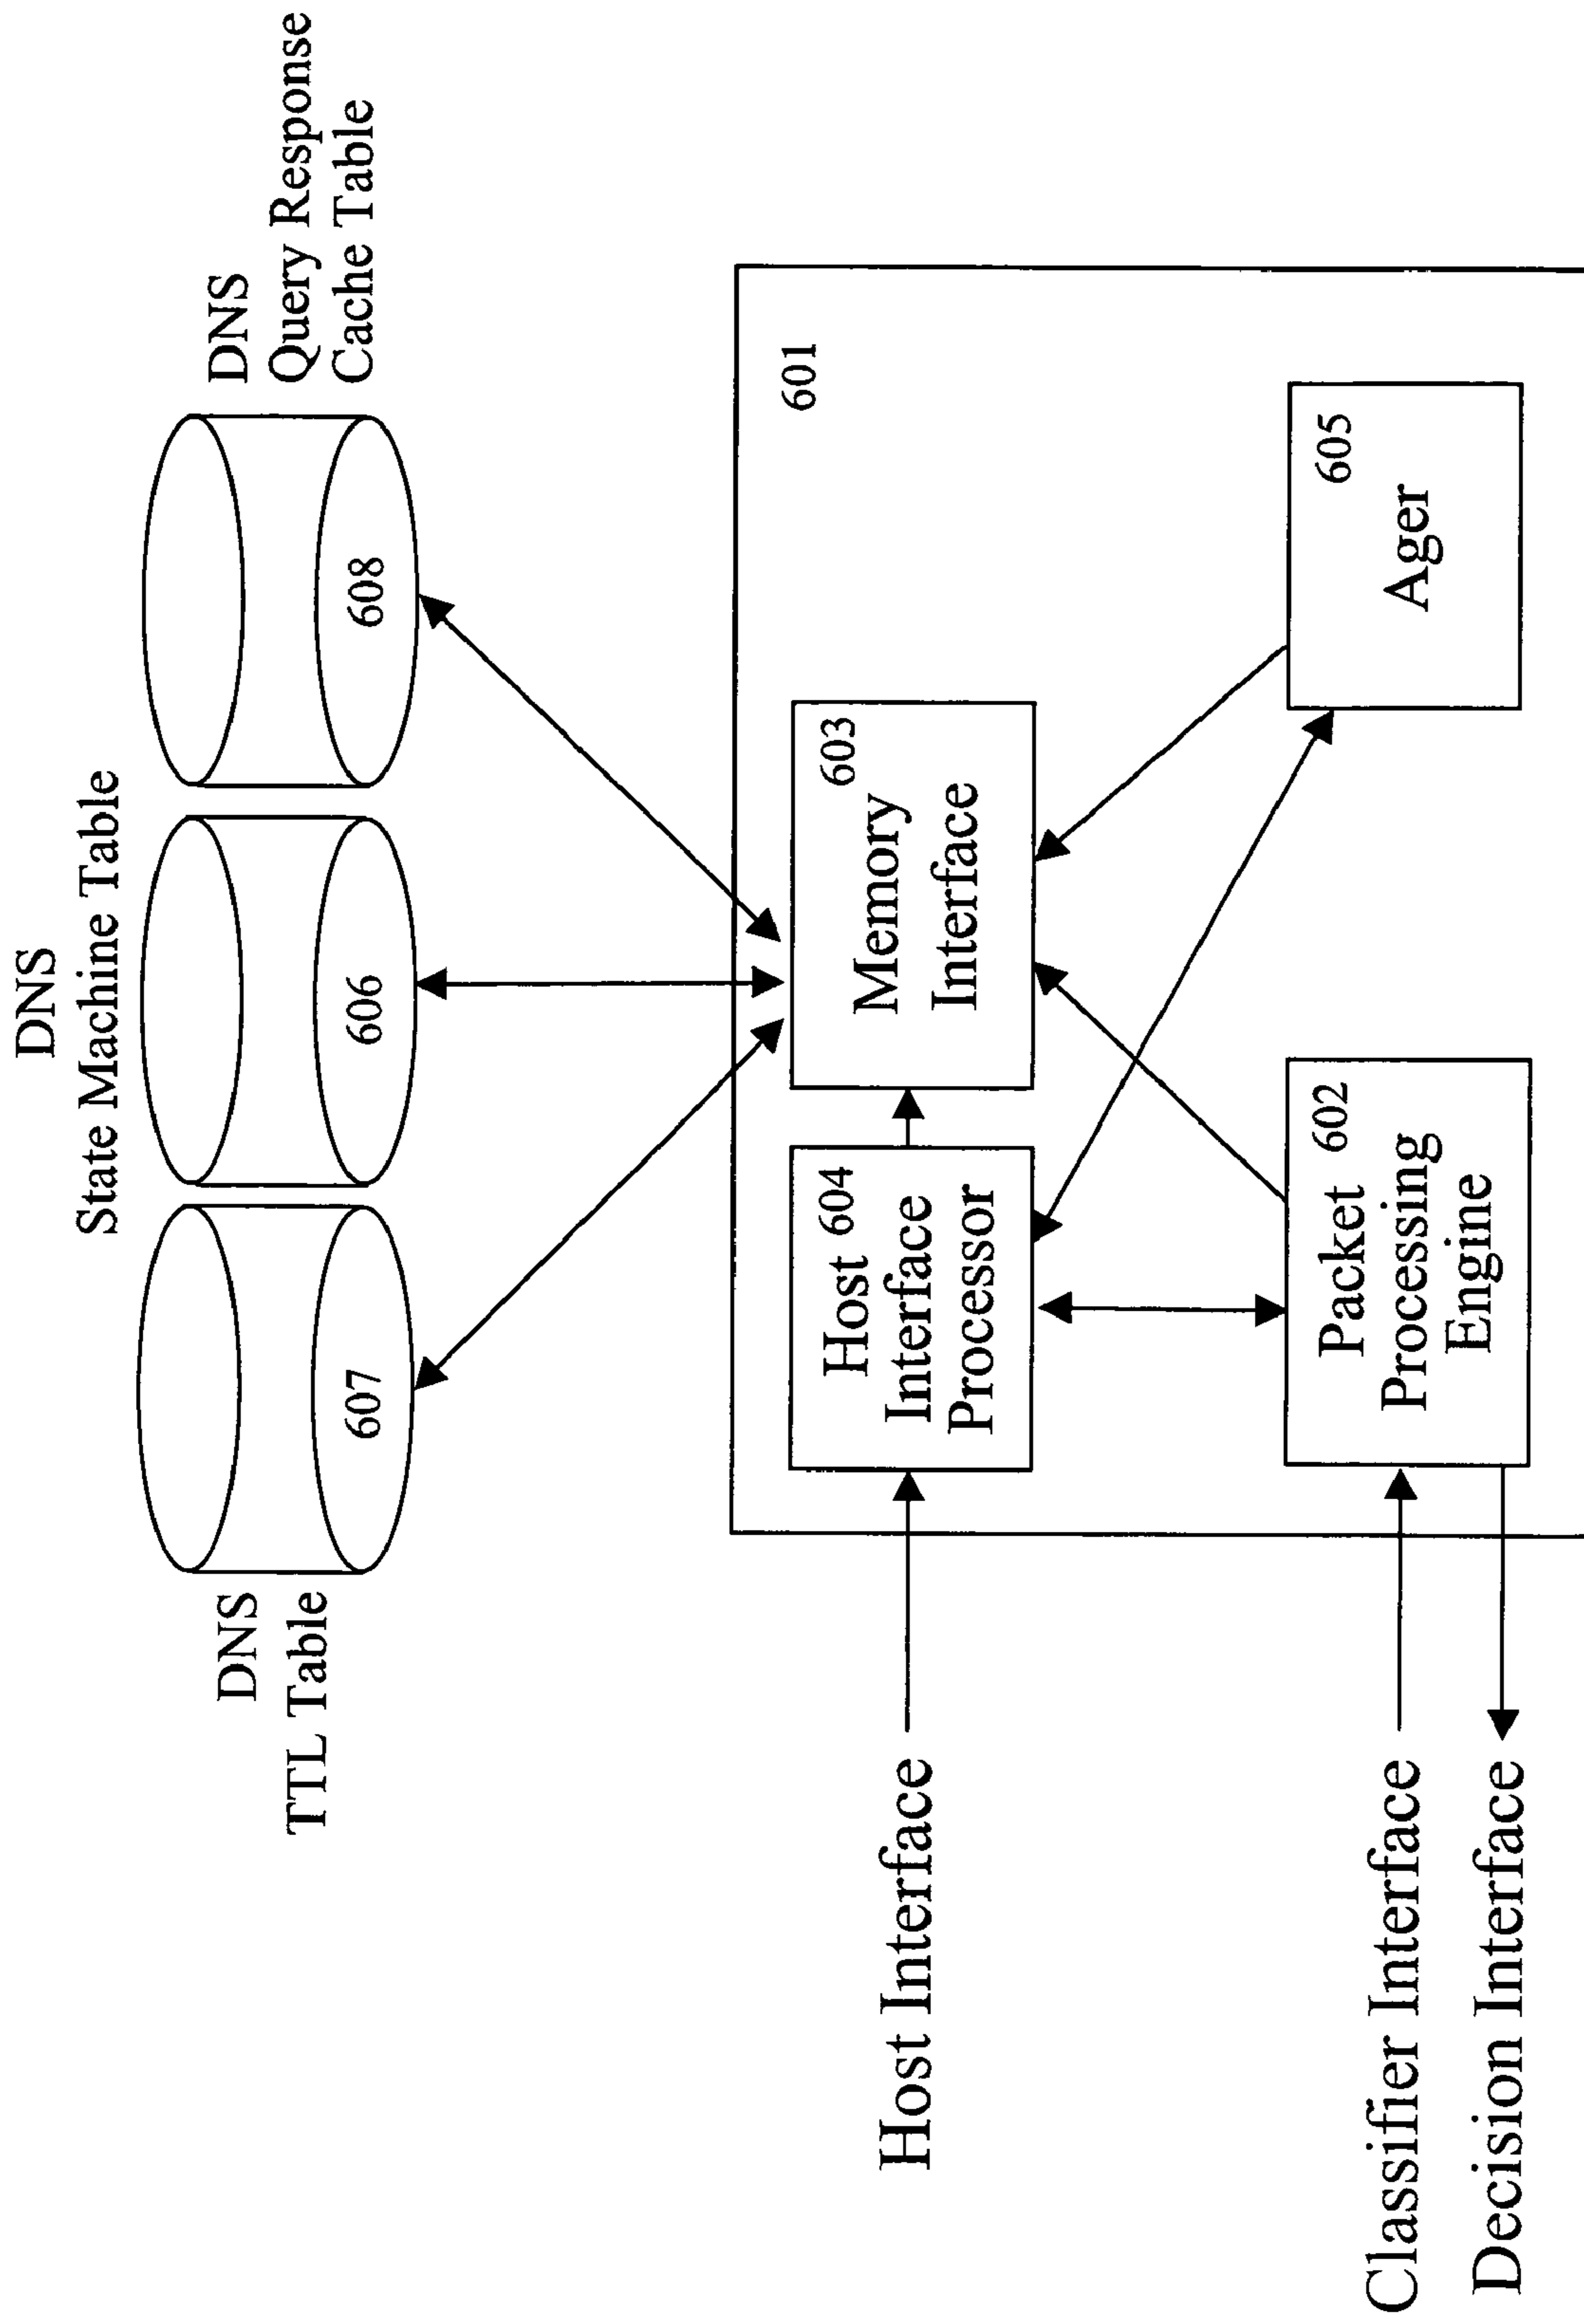 DNS
State Machine Table
DNS
TTL Table
DNS
Query Response
Cache Table
607
606
608
601
Host Interface
Host 604
Interface
Processor
603
Memory
Interface
Classifier Interface
Decision Interface
602
Packet
Processing
Engine
605
Ager